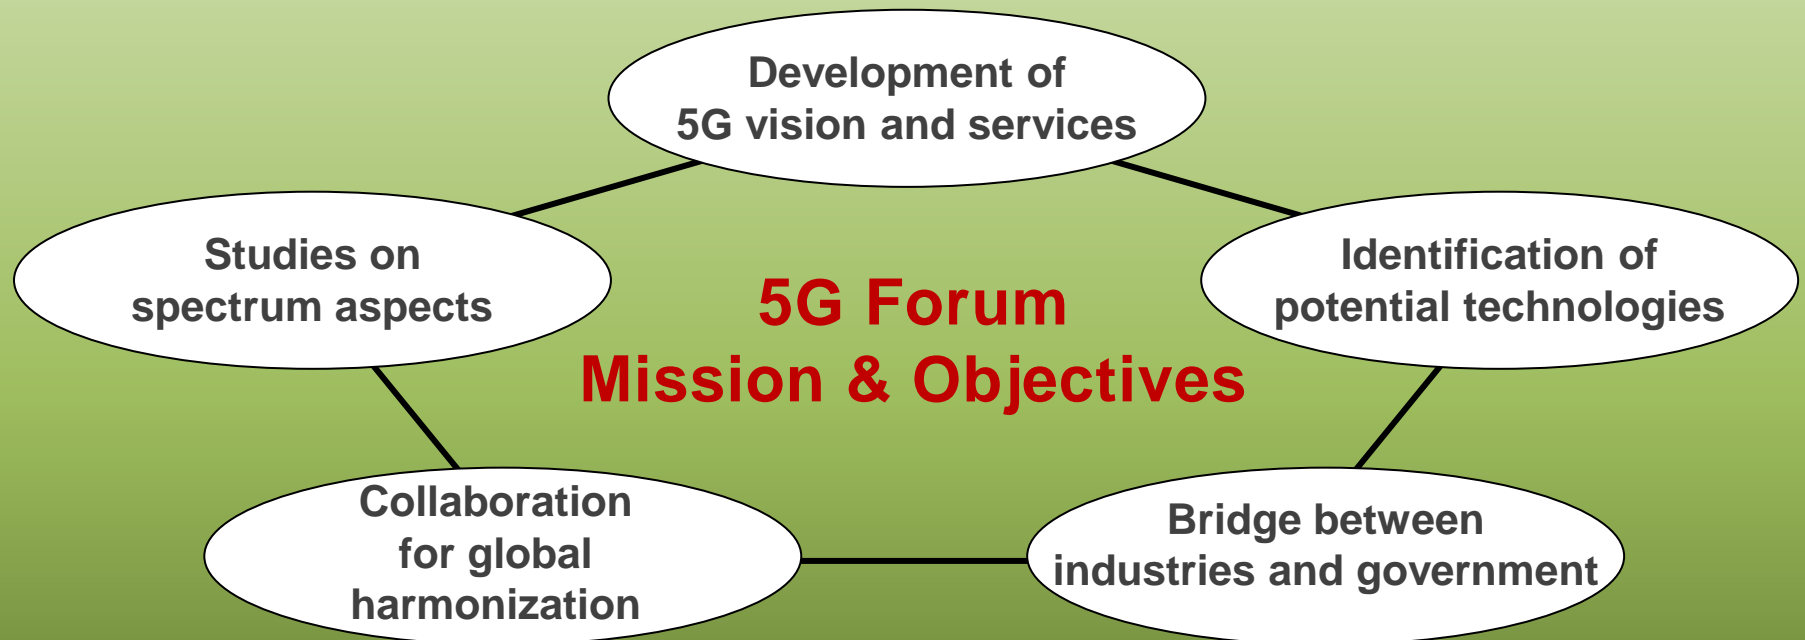 Development of
5G vision and services
Studies on
spectrum aspects
Identification of
potential technologies
5G Forum
Mission & Objectives
Collaboration
for global
harmonization
Bridge between
industries and government